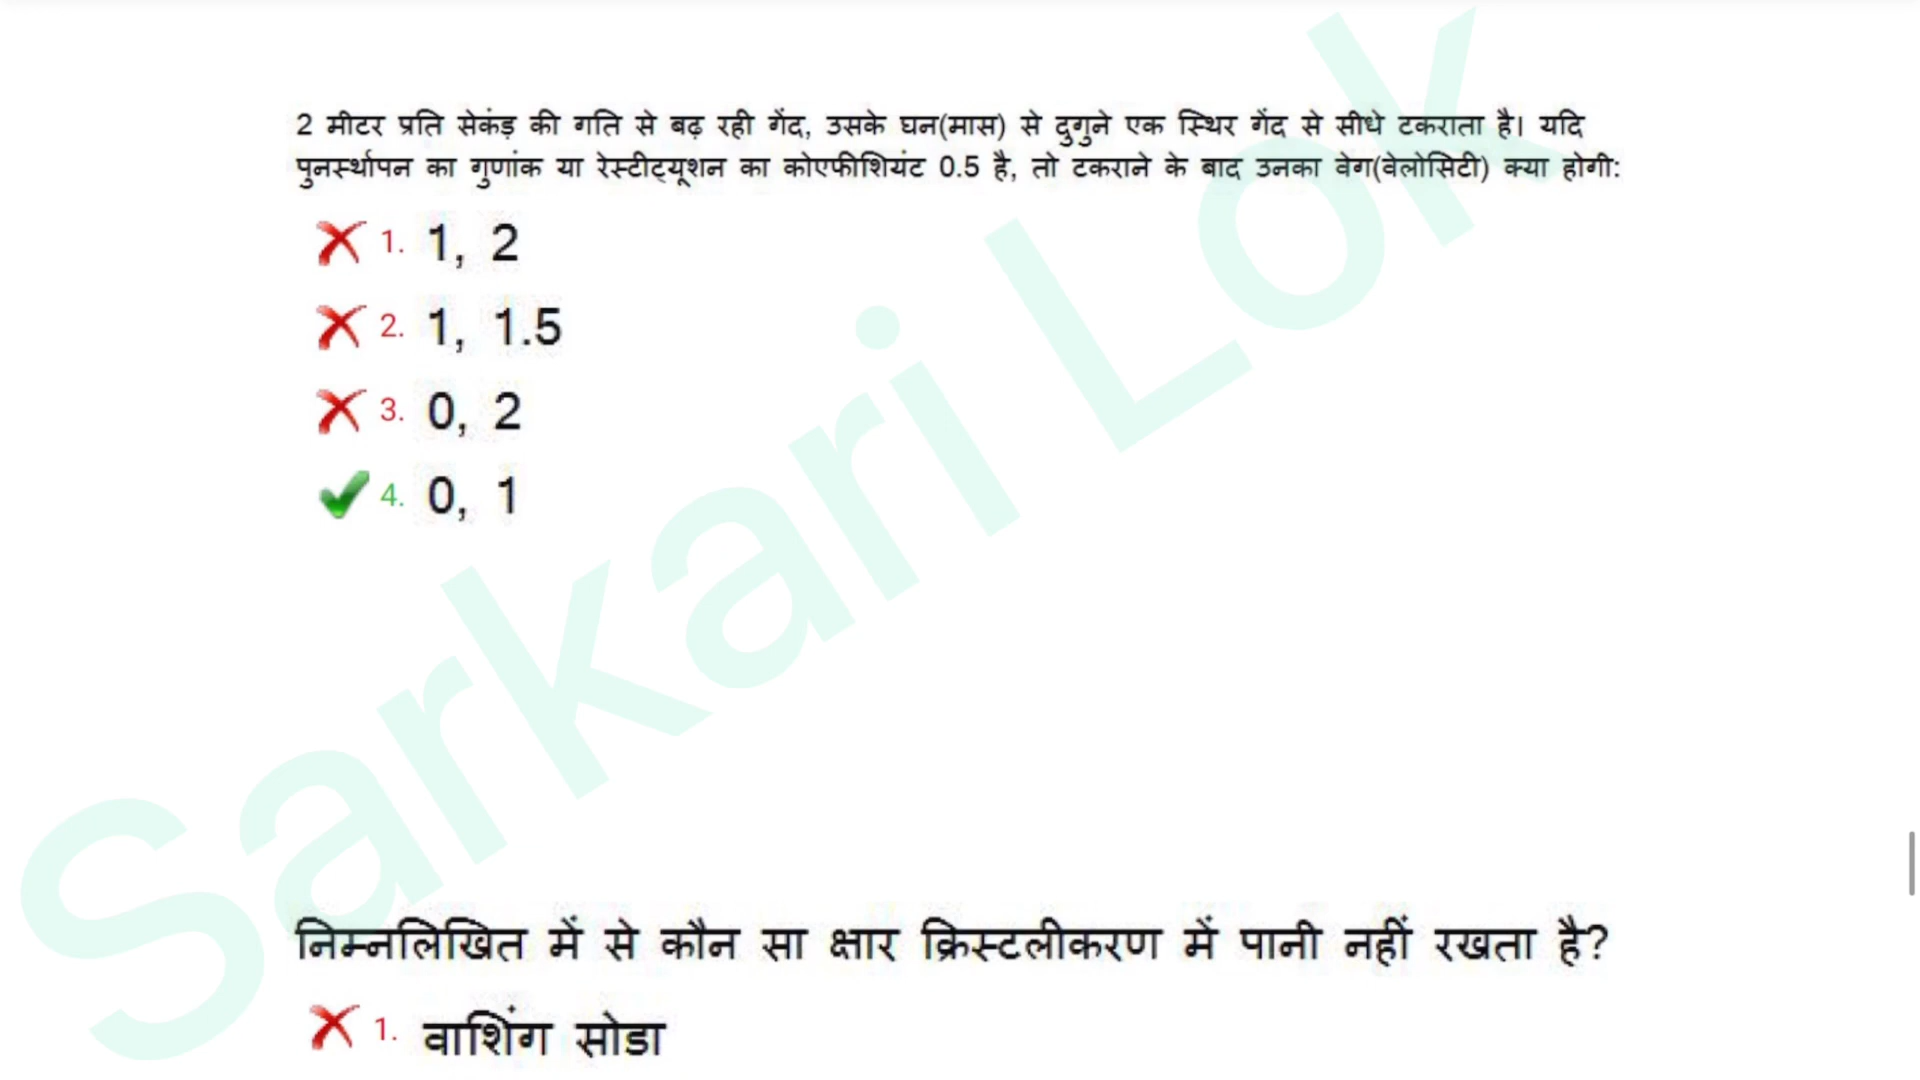 2 मीटर प्रति सेकंड़ की गति से बढ़ रही गेंद, उसके घन(मास) से दुगुने एक स्थिर गेंद से सीधे टकराता है। यदि
पुनर्स्थापन का गुणांक या रेस्टीट्यूशन का कोएफीशियंट 0.5 है, तो टकराने के बाद उनका वेग(वेलोसिटी) क्या होगी:
1. 1, 2
2. 1, 1.5
3. 0, 2
4. 0, 1
निम्नलिखित में से कौन सा क्षार क्रिस्टलीकरण में पानी नहीं रखता है?
1. वाशिंग सोडा
Sarkari Lok